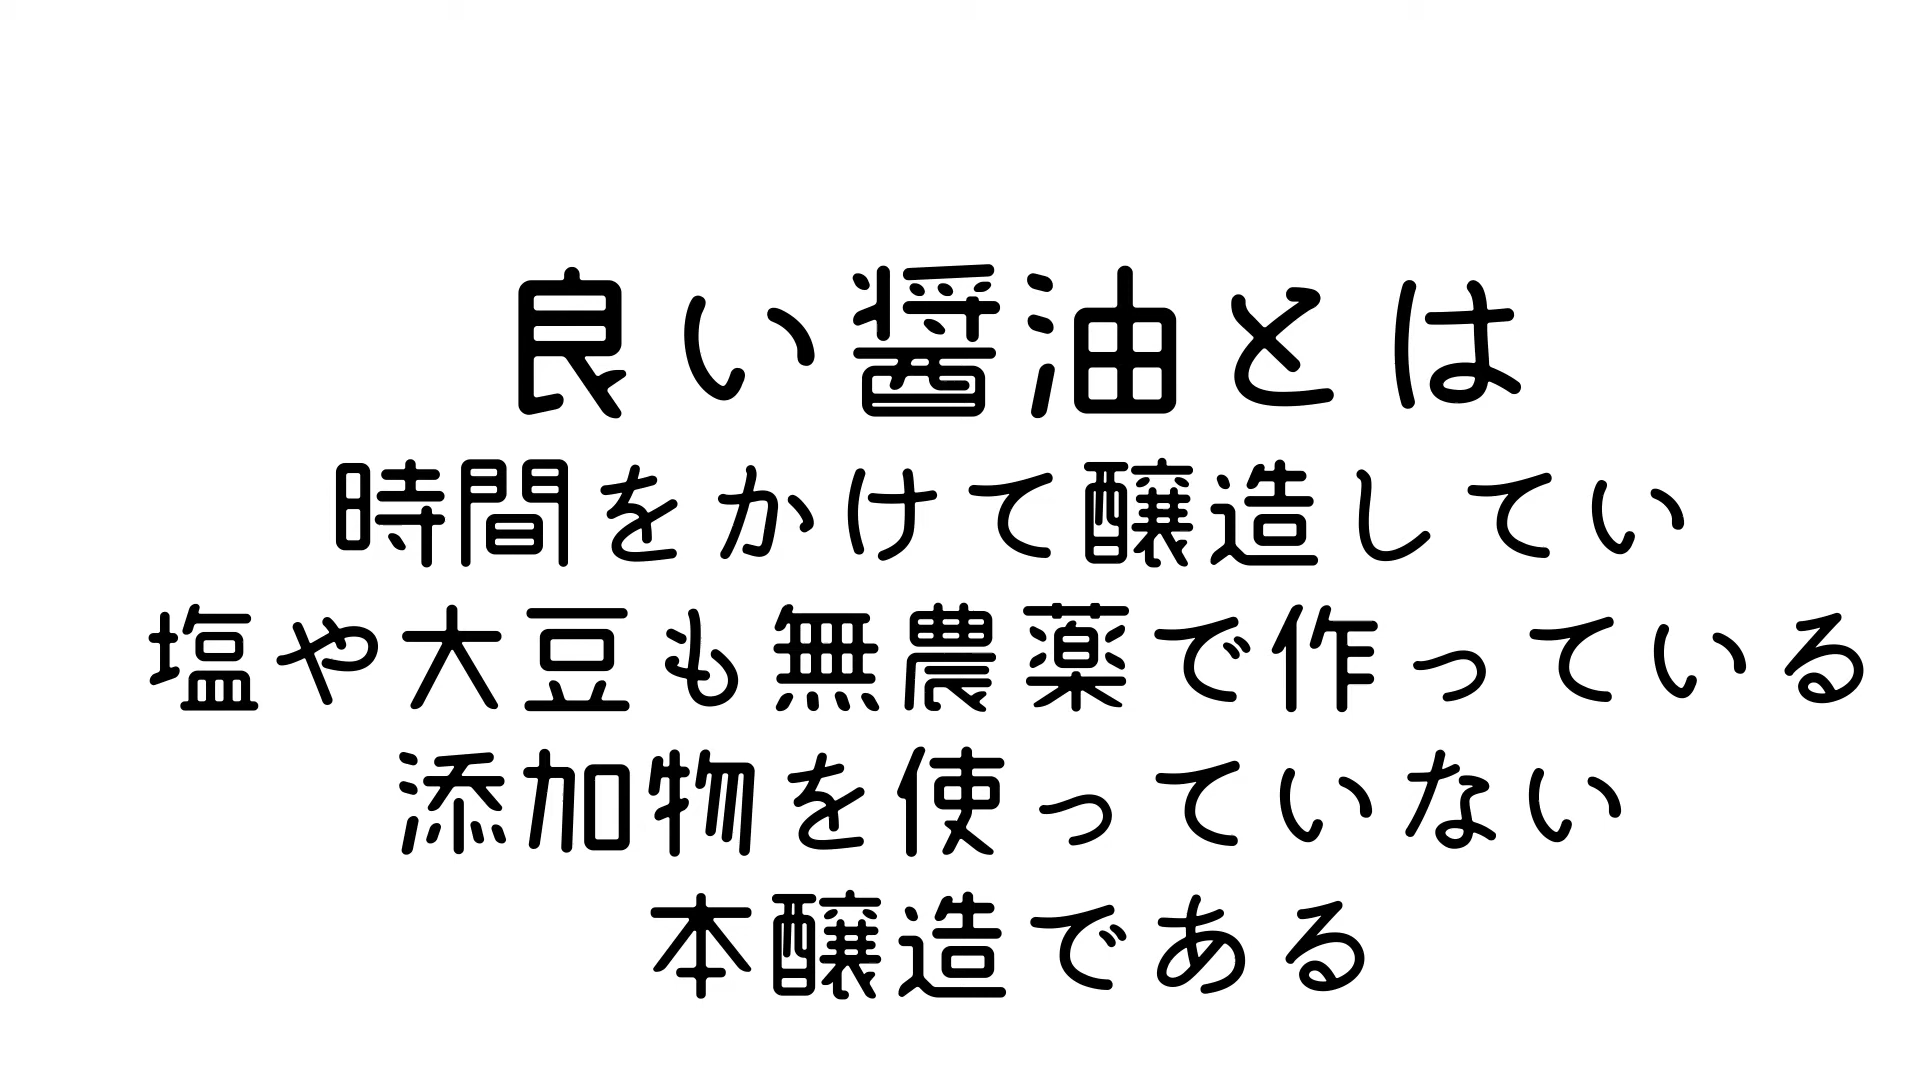 良い醤油とは
時間をかけて醸造してい
塩や大豆も無農薬で作っている
添加物を使っていない
本醸造である